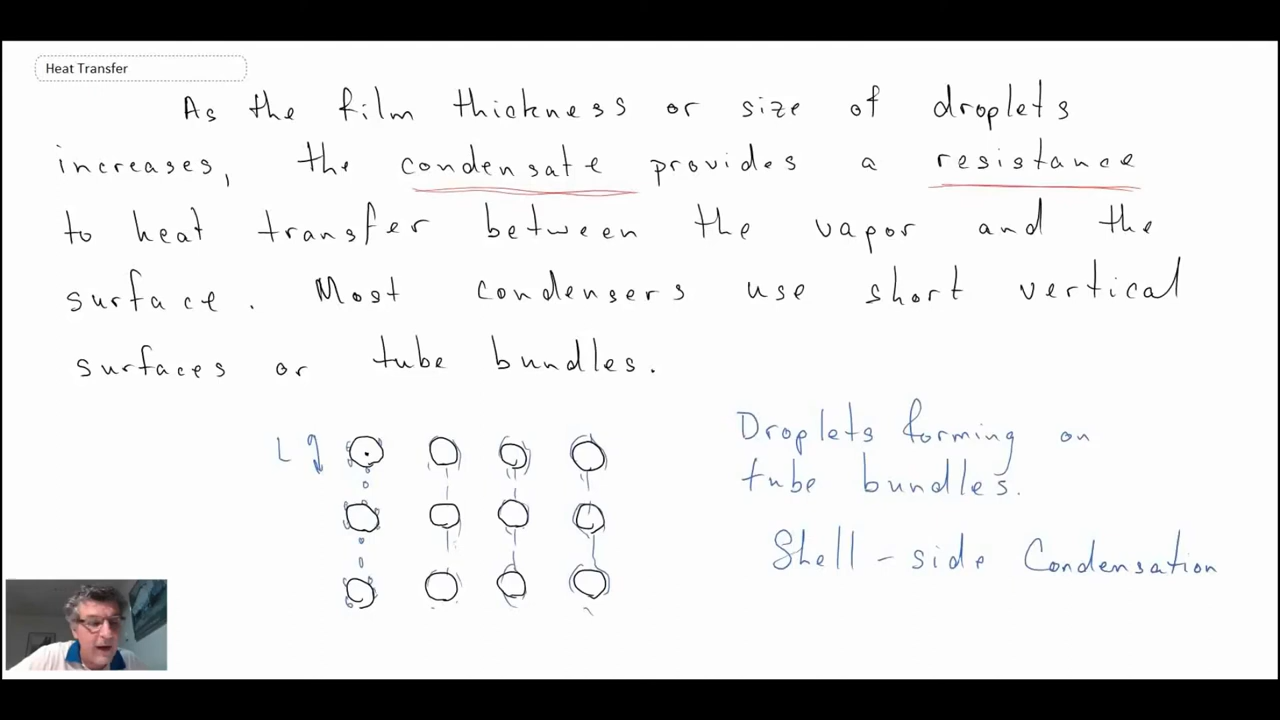 Heat Transfer
As the film thickness or size of droplets
increases, the condensate provides a resistance
to heat transfer between the vapor and the
surface. Most condensers use short vertical
surfaces or tube bundles.
Droplets forming on
tube bundles.
Shell-side Condensation